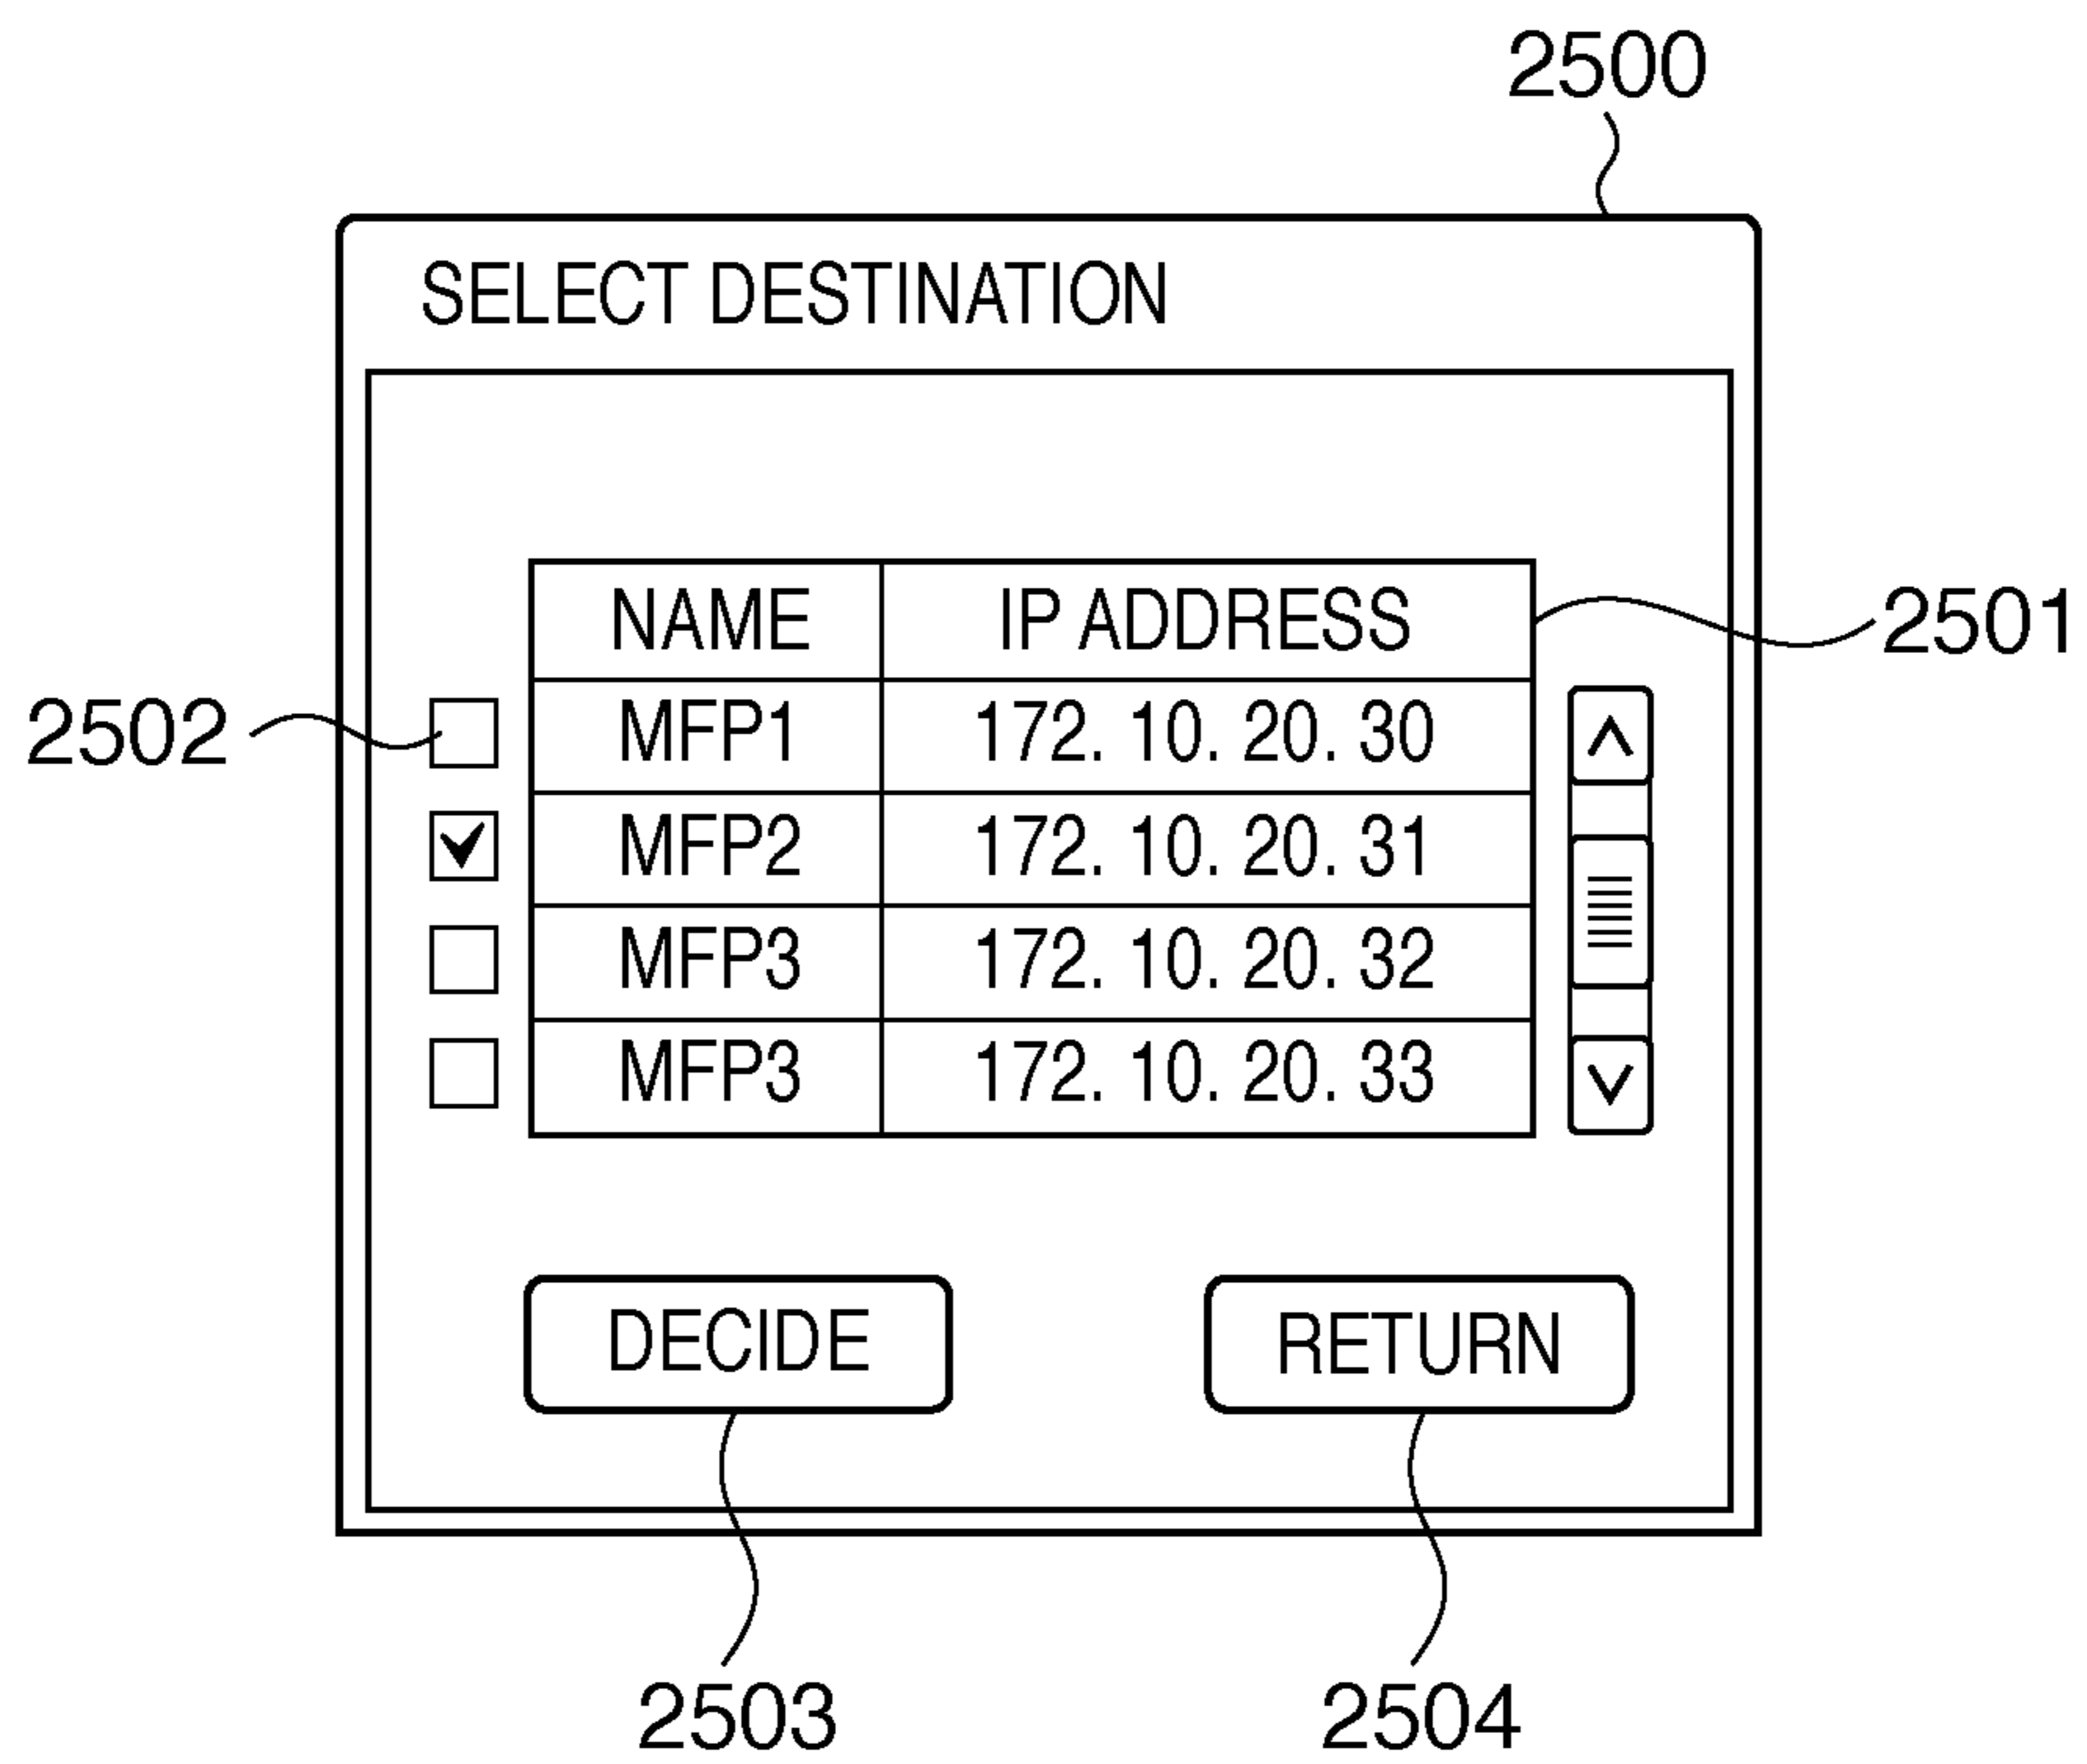 2500
SELECT DESTINATION
NAME IP ADDRESS
2501
2502
MFP1 172. 10. 20. 30
MFP2 172. 10. 20. 31
MFP3 172. 10. 20. 32
MFP3 172. 10. 20. 33
DECIDE RETURN
2503 2504